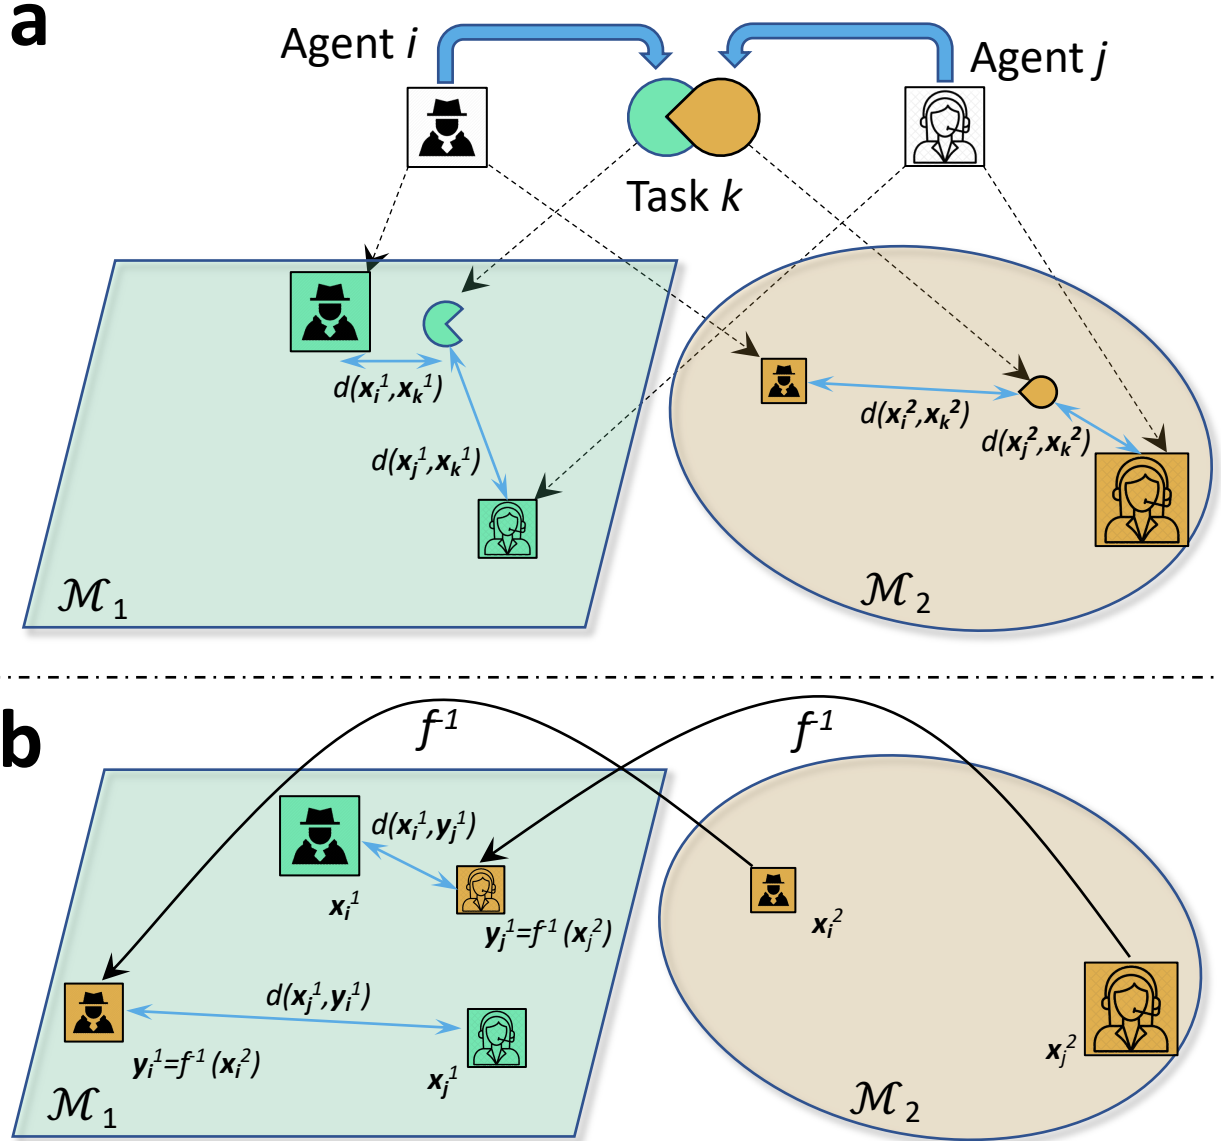 a
Agent i
Agent j
Task k
d(xᵢ¹,xₖ¹)
d(xⱼ¹,xₖ¹)
d(xᵢ²,xₖ²)
d(xⱼ²,xₖ²)
ℳ₁
ℳ₂
b
f⁻¹
f⁻¹
d(xᵢ¹,yⱼ¹)
xᵢ¹
yⱼ¹=f⁻¹(xⱼ²)
xᵢ²
d(xⱼ¹,yᵢ¹)
yᵢ¹=f⁻¹(xᵢ²)
xⱼ¹
xⱼ²
ℳ₁
ℳ₂